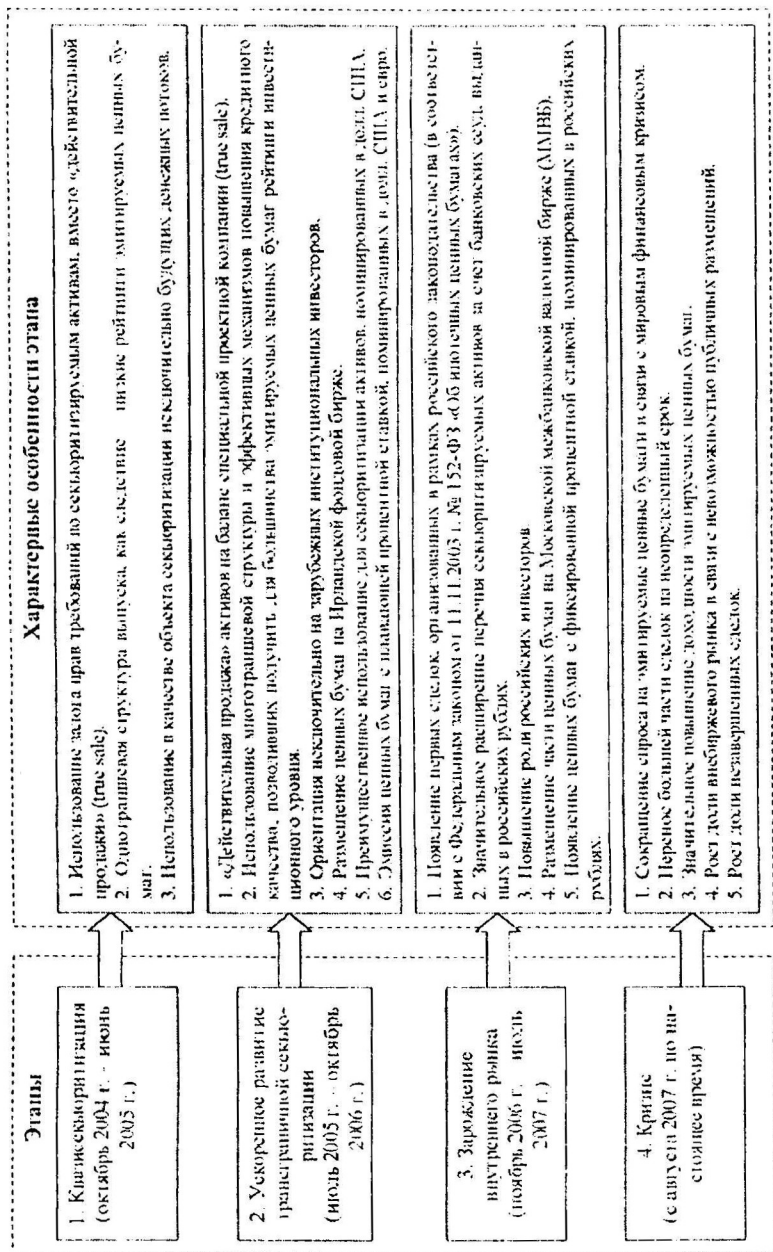 Этапы
Характерные особенности этапа
1. Квазисекьюритизация
(октябрь 2004 г. - июнь
2005 г.)
1. Использование залога прав требований по секьюритизируемым активам, вместо «действительной
продажи» (true sale).
2. Однотраншевая структура выпуска, как следствие низкие рейтинги эмитируемых ценных бу-
маг.
3. Использование в качестве объекта секьюритизации исключительно будущих денежных потоков.
2. Ускоренное развитие
трансграничной секью-
ритизации
(июль 2005 г. - октябрь
2006 г.)
1. «Действительная продажа» активов на баланс специальной проектной компании (true sale).
2. Использование многотраншевой структуры и эффективных механизмов повышения кредитного
качества, позволивших получить для большинства эмитируемых ценных бумаг рейтинги инвести-
ционного уровня.
3. Ориентация исключительно на зарубежных институциональных инвесторов.
4. Размещение ценных бумаг на Ирландской фондовой бирже.
5. Преимущественное использование для секьюритизации активов, номинированных в долл. США.
6. Эмиссия ценных бумаг с плавающей процентной ставкой, номинированных в долл. США и евро.
3. Зарождение
внутреннего рынка
(ноябрь 2006 г. июль
2007 г.)
1. Появление первых сделок, организованных в рамках российского законодательства (в соответст-
вии с Федеральным законом от 11.11.2003 г. № 152-ФЗ «Об ипотечных ценных бумагах»).
2. Значительное расширение перечня секьюритизируемых активов за счет банковских ссуд, выдан-
ных в российских рублях.
3. Повышение роли российских инвесторов
4. Размещение части ценных бумаг на Московской межбанковской валютной бирже (ММВБ).
5. Появление ценных бумаг с фиксированной процентной ставкой, номинированных в российских
рублях.
4. Кризис
(с августа 2007 г. по на-
стоящее время)
1. Сокращение спроса на эмитируемые ценные бумаги в связи с мировым финансовым кризисом.
2. Перенос большей части сделок на неопределенный срок.
3. Значительное повышение доходности эмитируемых ценных бумаг.
4. Рост доли внебиржевого рынка в связи с невозможностью публичных размещений.
5. Рост доли незавершенных сделок.